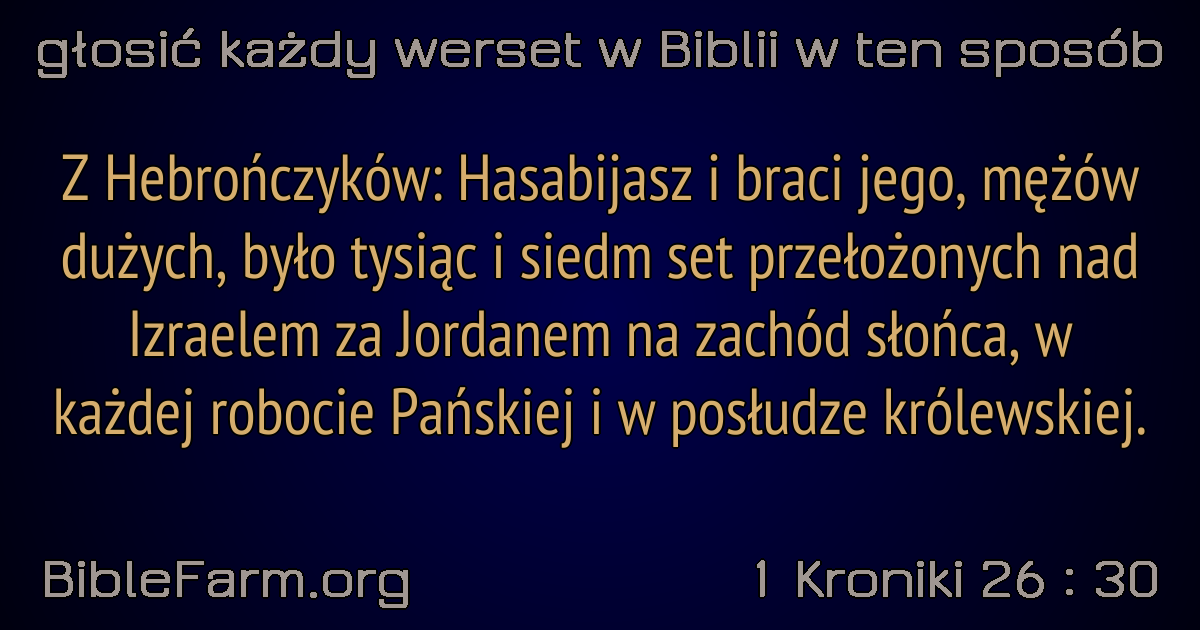 głosić każdy werset w Biblii w ten sposób
Z Hebrończyków: Hasabijasz i braci jego, mężów
dużych, było tysiąc i siedm set przełożonych nad
Izraelem za Jordanem na zachód słońca, w
każdej robocie Pańskiej i w posłudze królewskiej.
BibleFarm.org
1 Kroniki 26 : 30